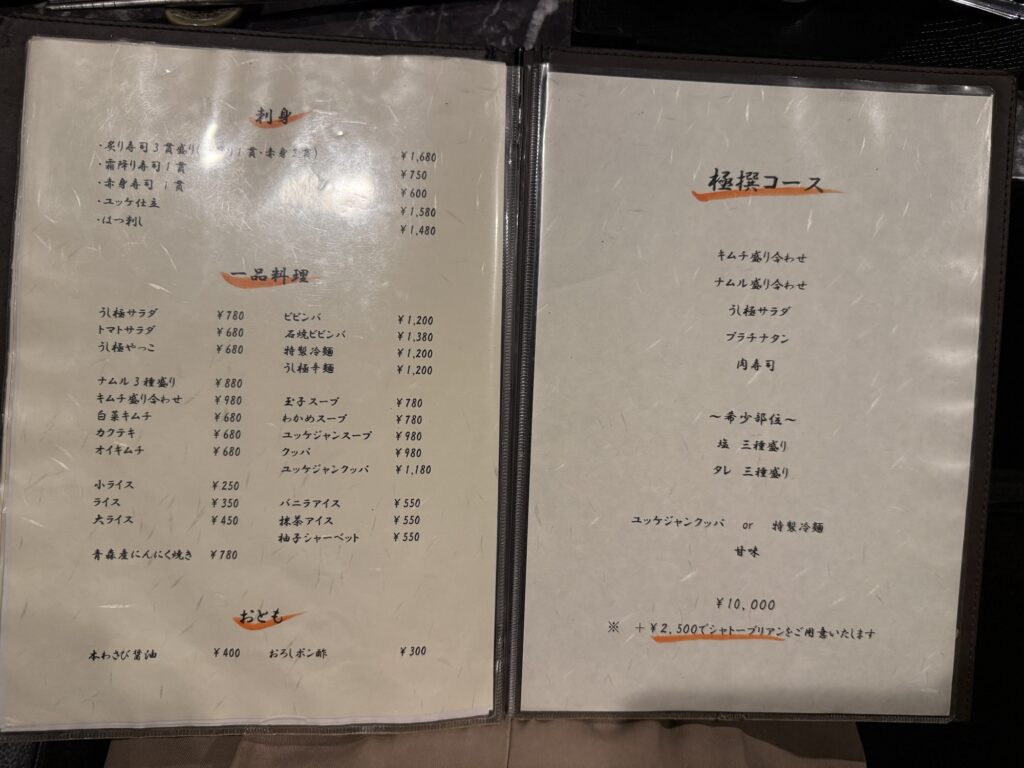 刺身
・炙り寿司3貫盛り(霜降り1貫・赤身2貫) ¥1,680
・霜降り寿司1貫 ¥750
・赤身寿司 1貫 ¥600
・ユッケ仕立 ¥1,580
・はつ刺し ¥1,480
一品料理
うし極サラダ ¥780
トマトサラダ ¥680
うし極やっこ ¥680
ナムル3種盛り ¥880
キムチ盛り合わせ ¥980
白菜キムチ ¥680
カクテキ ¥680
オイキムチ ¥680
小ライス ¥250
ライス ¥350
大ライス ¥450
青森産にんにく焼き ¥780
ビビンバ ¥1,200
石焼ビビンバ ¥1,380
特製冷麺 ¥1,200
うし極辛麺 ¥1,200
玉子スープ ¥780
わかめスープ ¥780
ユッケジャンスープ ¥980
クッパ ¥980
ユッケジャンクッパ ¥1,180
バニラアイス ¥550
抹茶アイス ¥550
柚子シャーベット ¥550
おとも
本わさび醤油 ¥400 おろしポン酢 ¥300
極撰コース
キムチ盛り合わせ
ナムル盛り合わせ
うし極サラダ
プラチナタン
肉寿司
～希少部位～
塩 三種盛り
タレ 三種盛り
ユッケジャンクッパ or 特製冷麺
甘味
¥10,000
※ +¥2,500でシャトーブリアンをご用意いたします